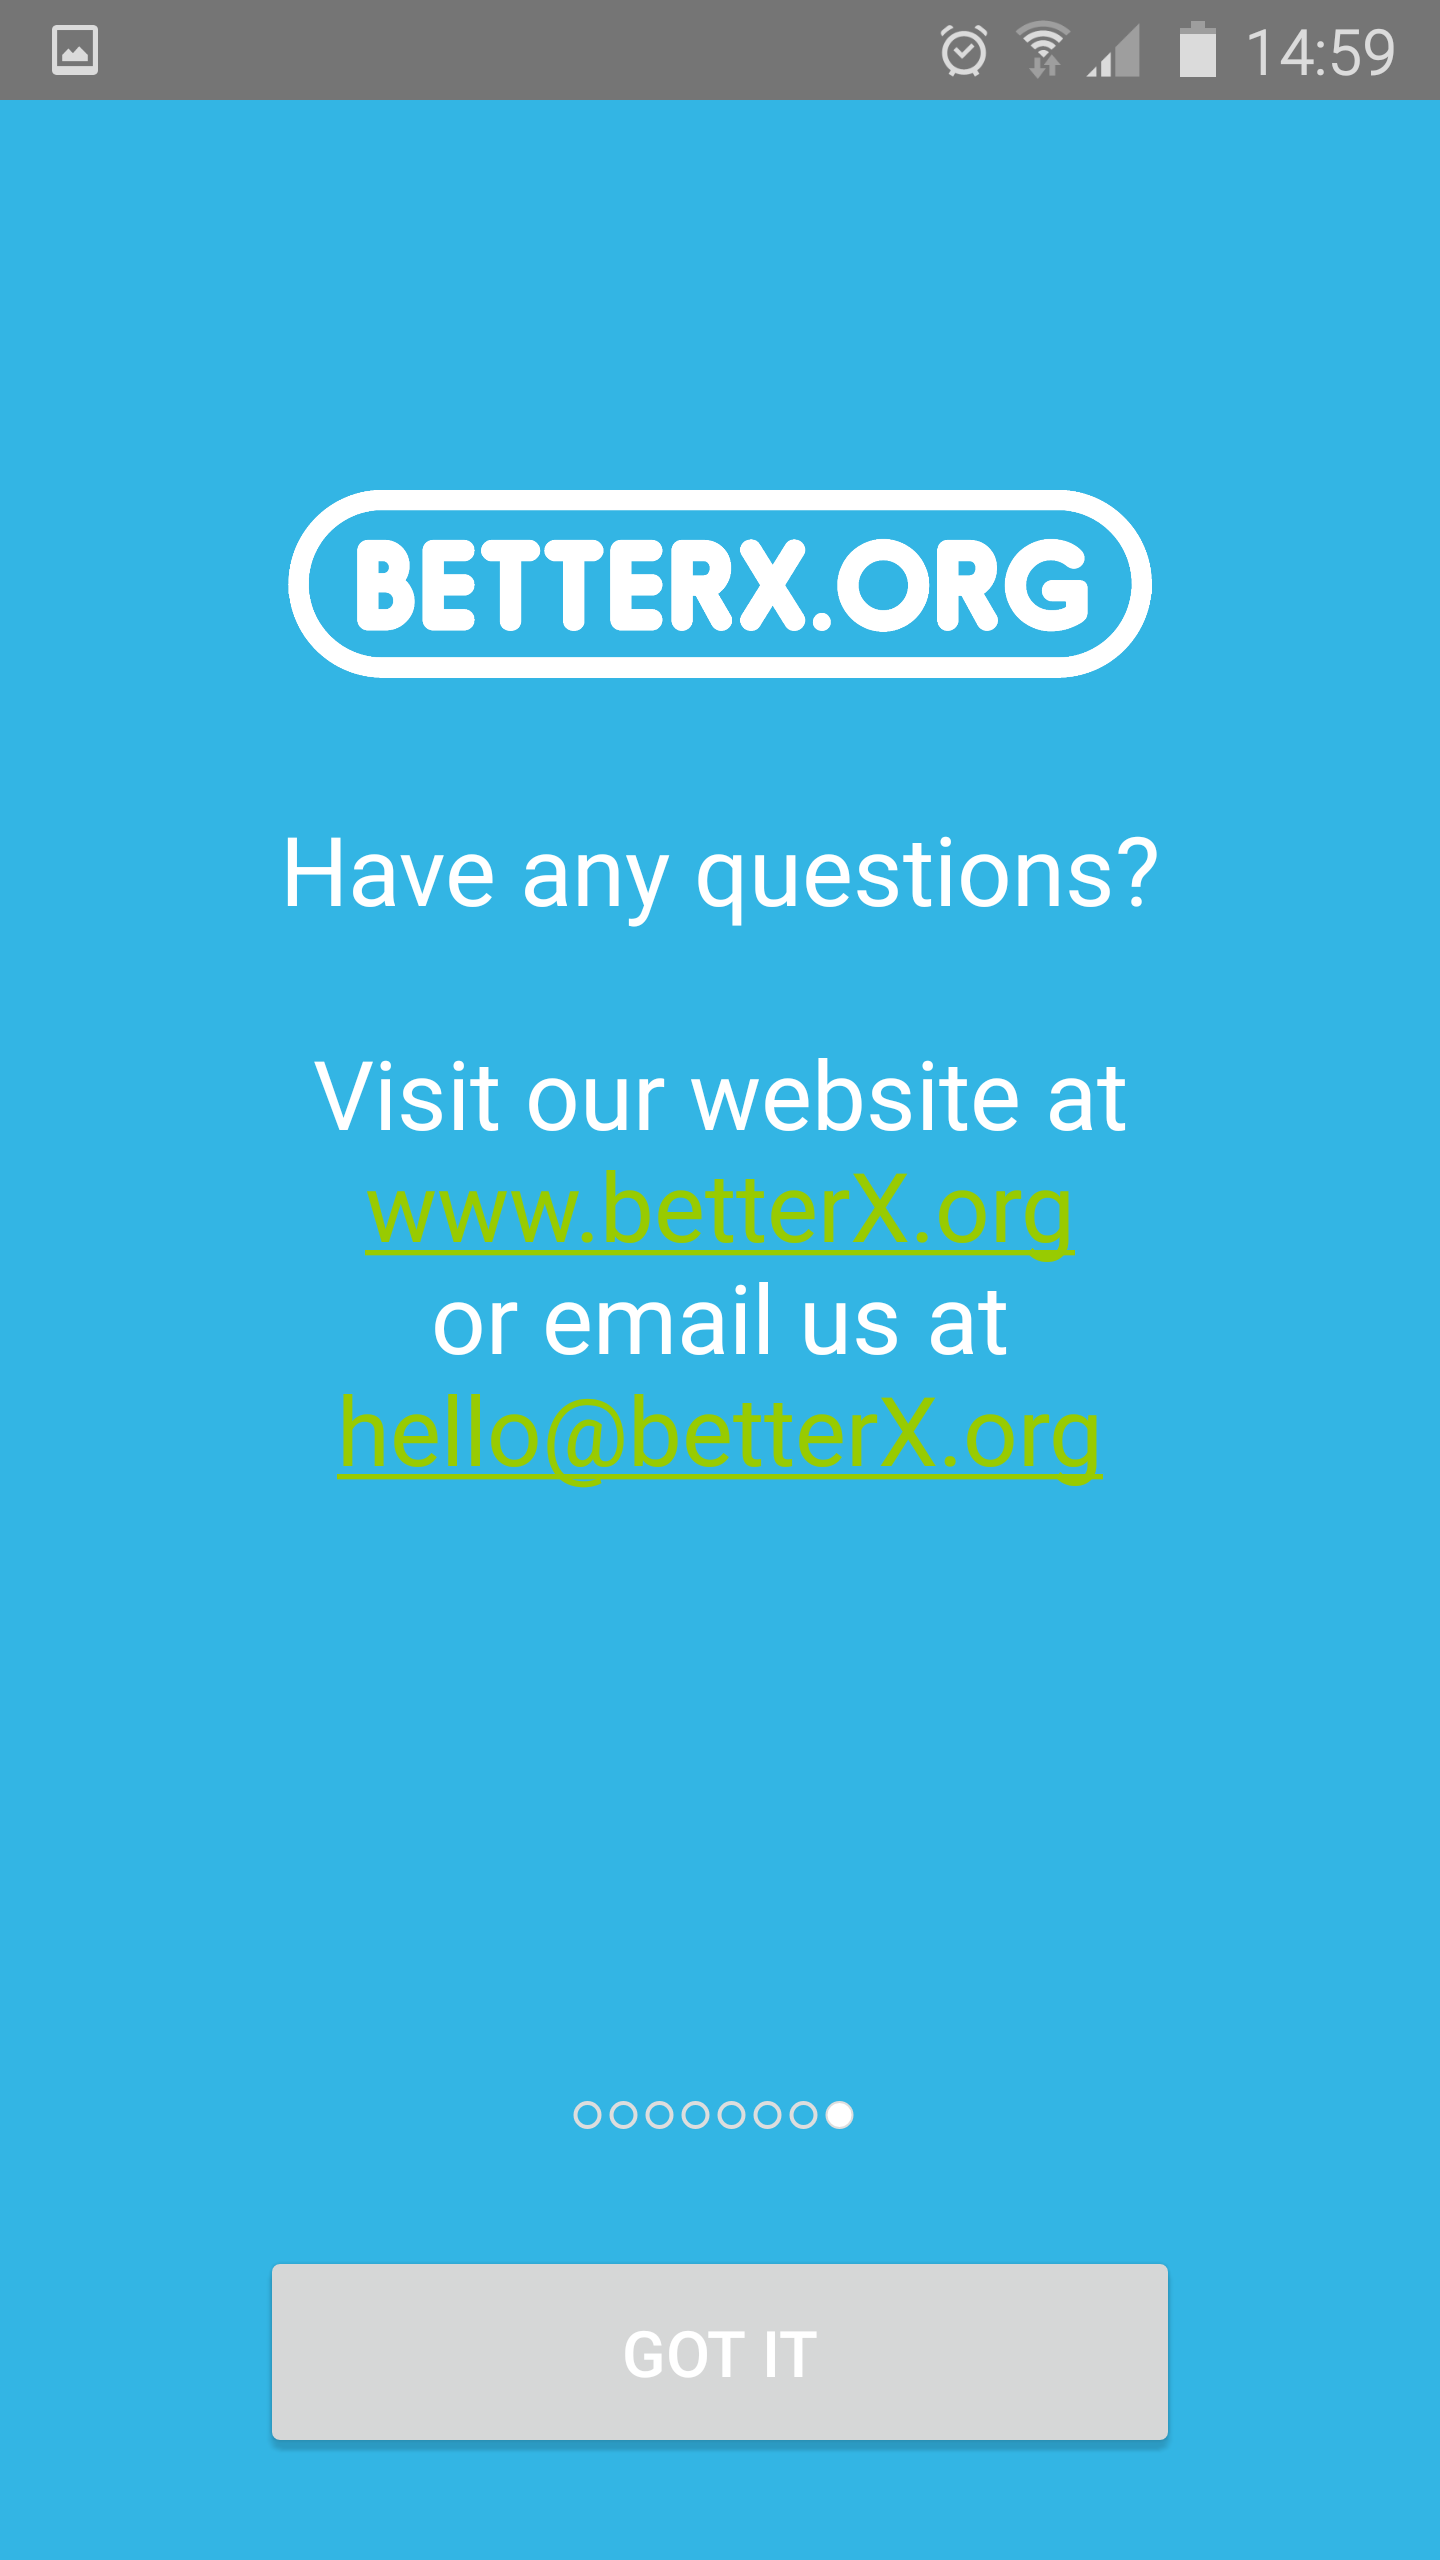 14:59
BETTERX.ORG
Have any questions?
Visit our website at
www.betterX.org
or email us at
hello@betterX.org
GOT IT